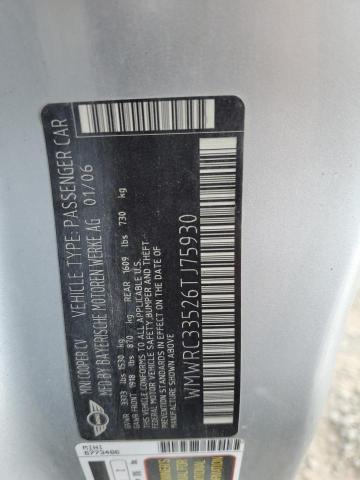 MINI COOPER CV VEHICLE TYPE: PASSENGER CAR
MFD BY BAYERISCHE MOTOREN WERKE AG 01/06
GVWR 3373 lbs 1530 kg
GAWR-FRONT 1918 lbs 870 kg REAR 1609 lbs 730 kg
THIS VEHICLE CONFORMS TO ALL APPLICABLE U.S.
FEDERAL MOTOR VEHICLE SAFETY, BUMPER AND THEFT
STANDARDS IN EFFECT ON THE DATE OF
MANUFACTURE SHOWN ABOVE.
WMWRC33526TJ75930
MINI
6773486